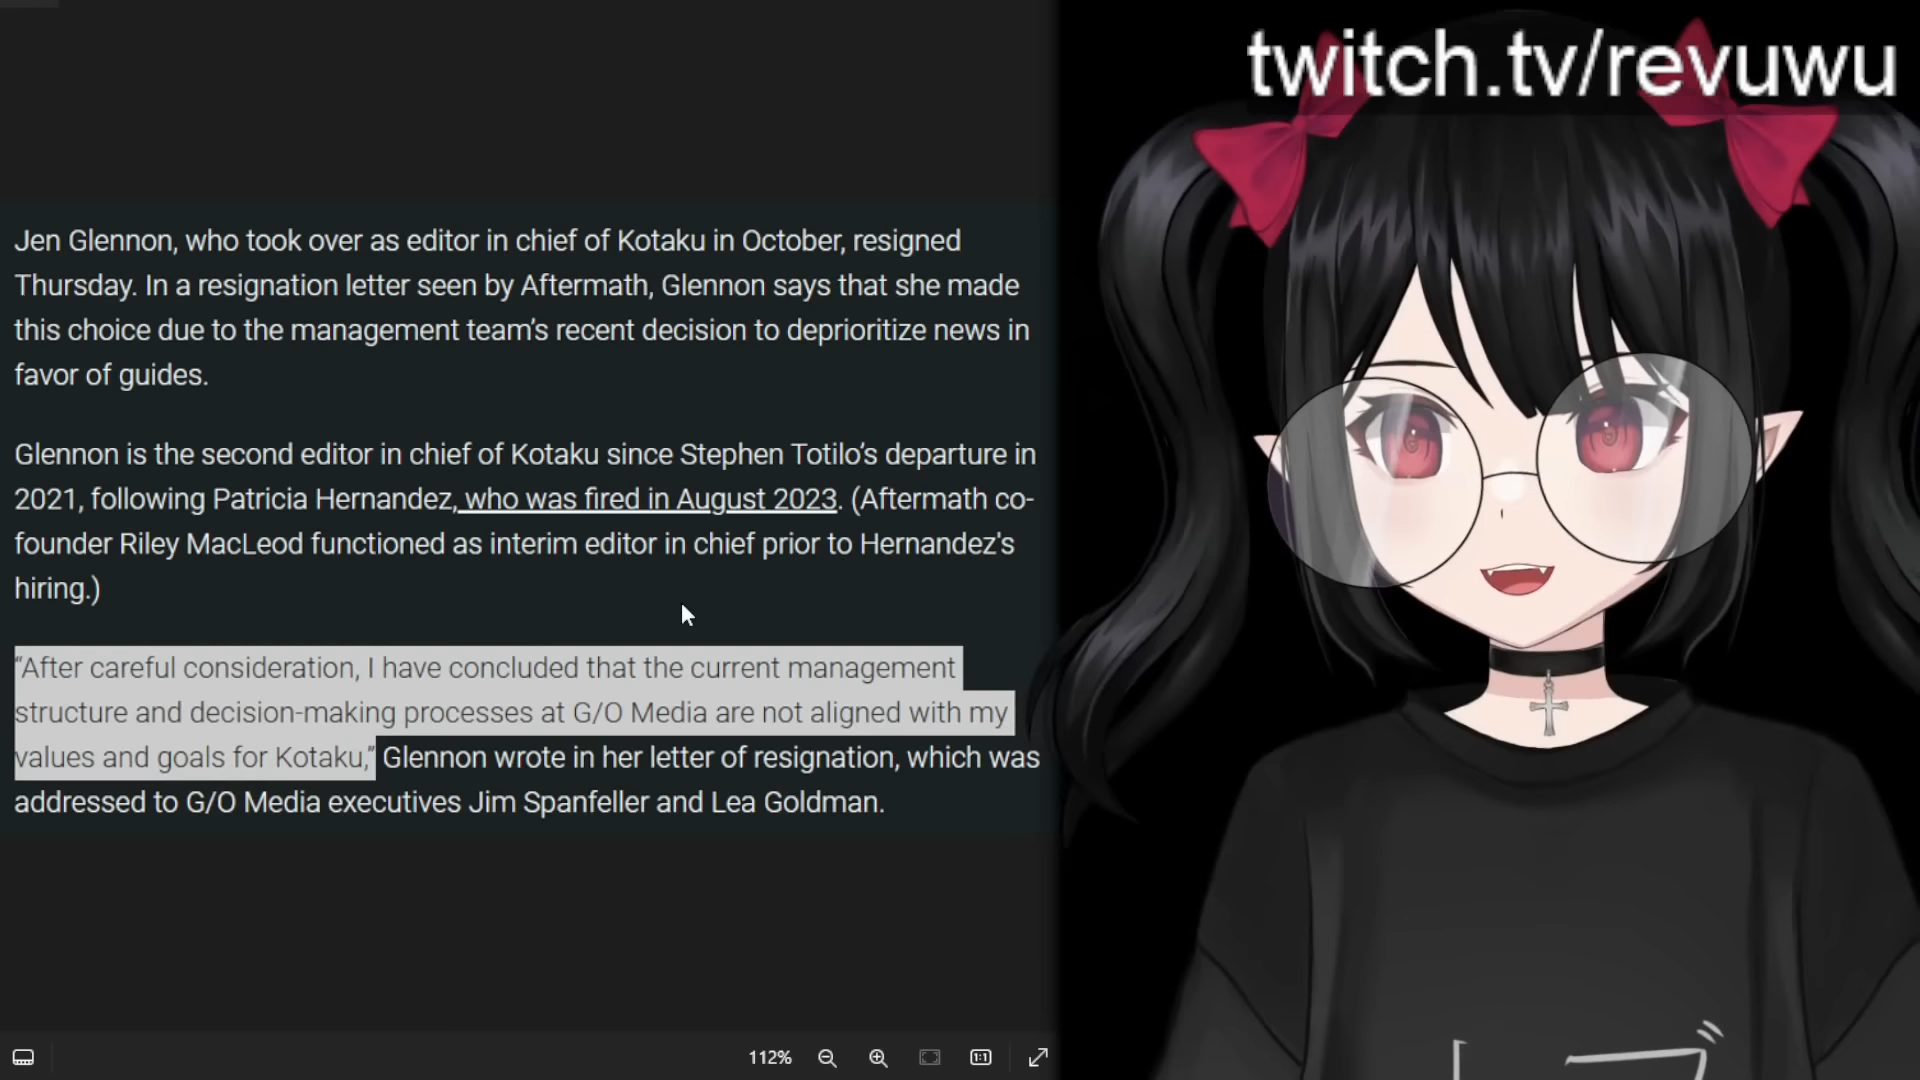 twitch.tv/revuwu
Jen Glennon, who took over as editor in chief of Kotaku in October, resigned
Thursday. In a resignation letter seen by Aftermath, Glennon says that she made
this choice due to the management team’s recent decision to deprioritize news in
favor of guides.
Glennon is the second editor in chief of Kotaku since Stephen Totilo’s departure in
2021, following Patricia Hernandez, who was fired in August 2023. (Aftermath co-
founder Riley MacLeod functioned as interim editor in chief prior to Hernandez's
hiring.)
“After careful consideration, I have concluded that the current management
structure and decision-making processes at G/O Media are not aligned with my
values and goals for Kotaku,” Glennon wrote in her letter of resignation, which was
addressed to G/O Media executives Jim Spanfeller and Lea Goldman.
112%
1:1